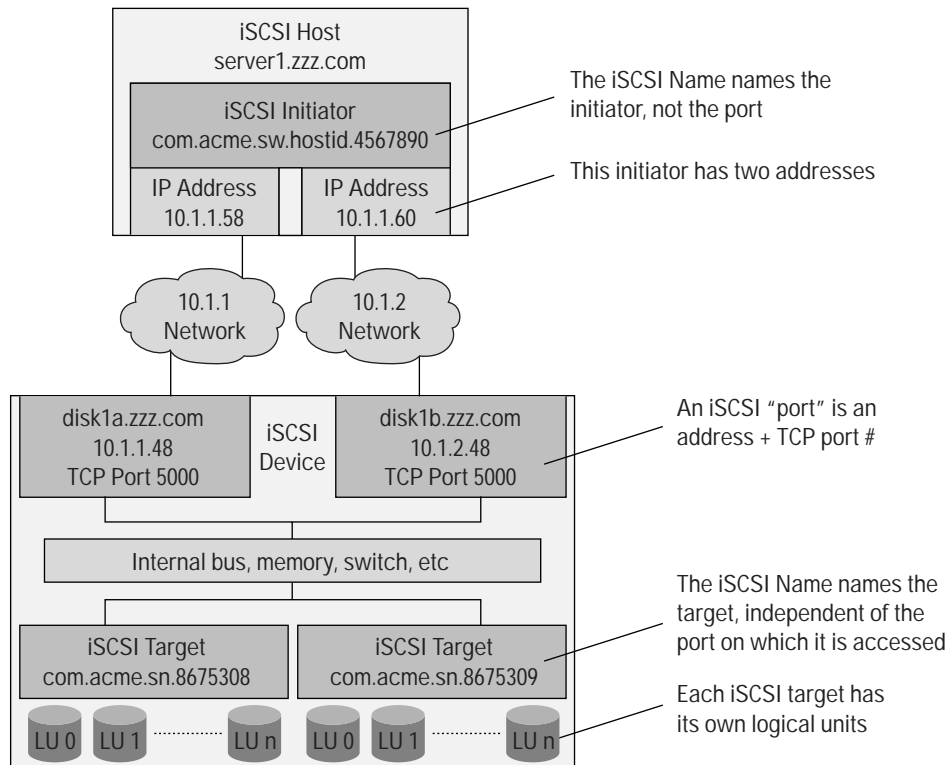 iSCSI Host
server1.zzz.com
iSCSI Initiator
com.acme.sw.hostid.4567890
The iSCSI Name names the
initiator, not the port
IP Address
10.1.1.58
IP Address
10.1.1.60
This initiator has two addresses
10.1.1
Network
10.1.2
Network
disk1a.zzz.com
10.1.1.48
TCP Port 5000
iSCSI
Device
disk1b.zzz.com
10.1.2.48
TCP Port 5000
An iSCSI “port” is an
address + TCP port #
Internal bus, memory, switch, etc
The iSCSI Name names the
target, independent of the
port on which it is accessed
iSCSI Target
com.acme.sn.8675308
iSCSI Target
com.acme.sn.8675309
Each iSCSI target has
its own logical units
LU 0
LU 1
LU n
LU 0
LU 1
LU n